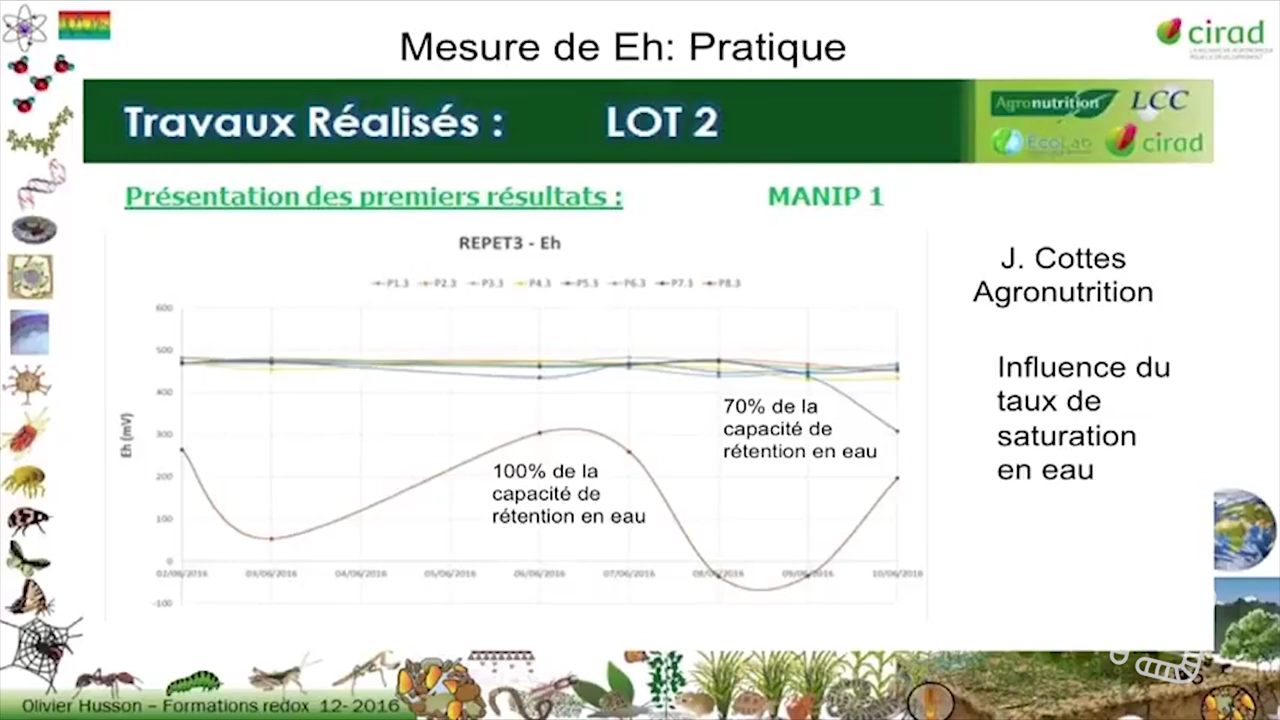 Mesure de Eh: Pratique
cirad
Travaux Réalisés : LOT 2
Agronutrition LCC
EcoLab cirad
Présentation des premiers résultats : MANIP 1
REPET3 - Eh
P1.3 P2.3 P3.3 P4.3 P5.3 P6.3 P7.3 P8.3
J. Cottes
Agronutrition
Influence du
taux de
saturation
en eau
600
500
400
300
200
100
0
-100
Eh (mV)
70% de la
capacité de
rétention en eau
100% de la
capacité de
rétention en eau
02/06/2016 03/06/2016 04/06/2016 05/06/2016 06/06/2016 07/06/2016 08/06/2016 09/06/2016 10/06/2016
Olivier Husson – Formations redox 12- 2016